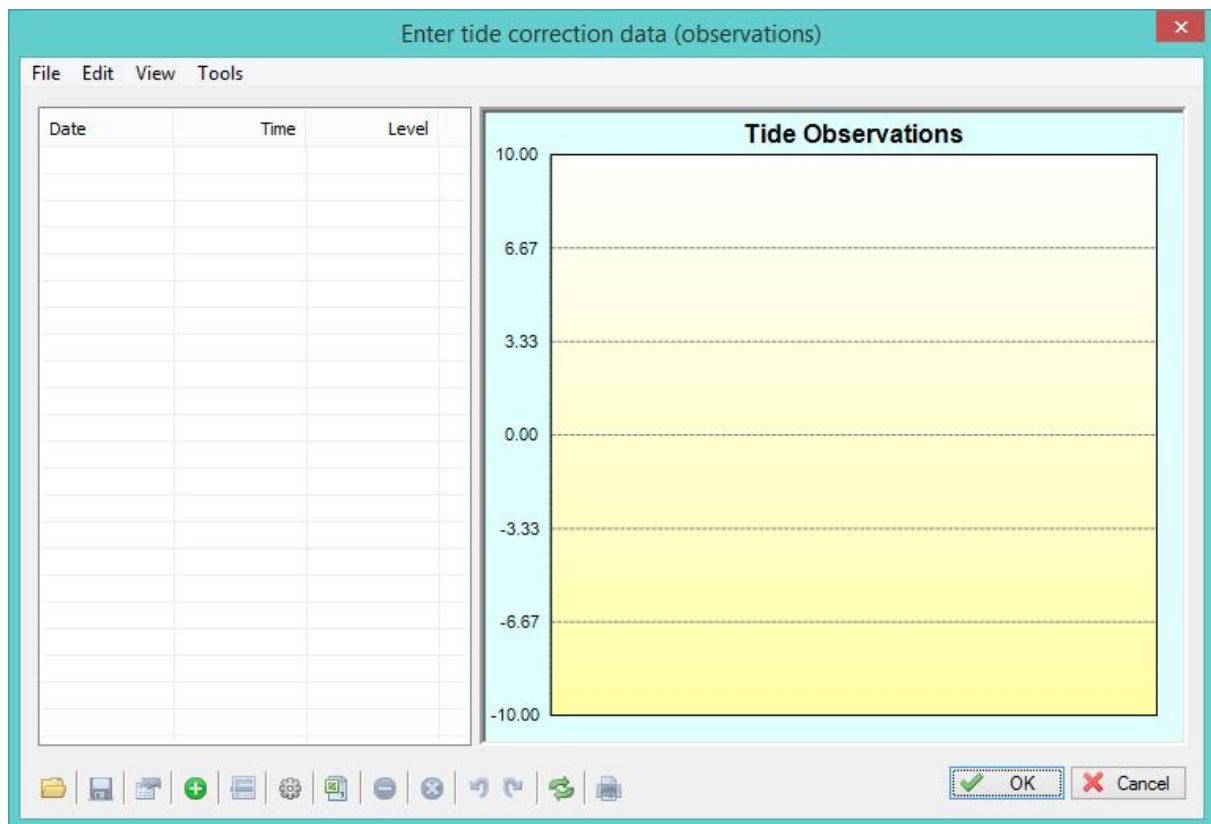 Enter tide correction data (observations)
File Edit View Tools
Date Time Level
Tide Observations
10.00
6.67
3.33
0.00
-3.33
-6.67
-10.00
OK Cancel